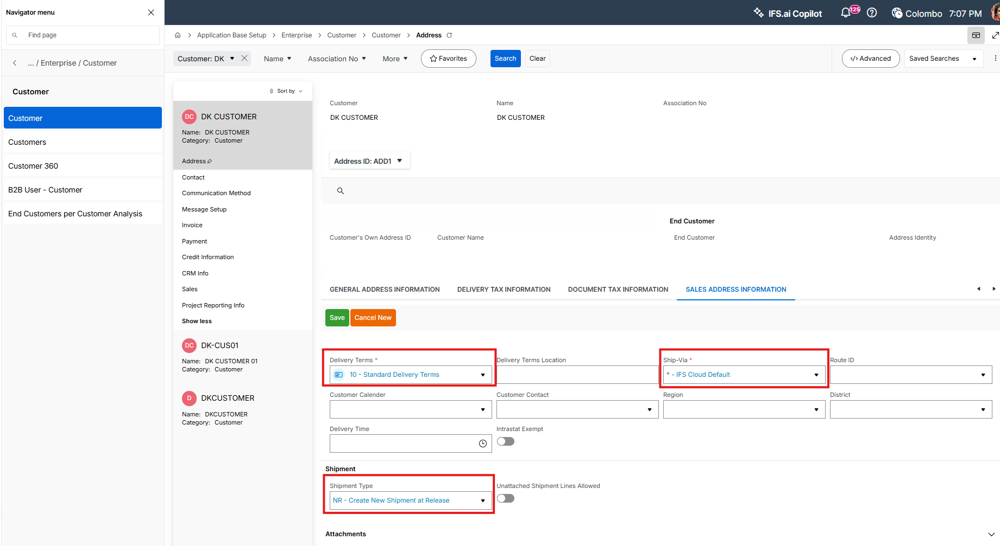 Navigator menu
Find page
... / Enterprise / Customer
Customer
Customer
Customers
Customer 360
B2B User - Customer
End Customers per Customer Analysis
IFS.ai Copilot
125
Colombo 7:07 PM
Application Base Setup > Enterprise > Customer > Customer > Address
Customer: DK
Name
Association No
More
Favorites
Search
Clear
</> Advanced
Saved Searches
Sort by
DC DK CUSTOMER
Name: DK CUSTOMER
Category: Customer
Address
Contact
Communication Method
Message Setup
Invoice
Payment
Credit Information
CRM Info
Sales
Project Reporting Info
Show less
DC DK-CUS01
Name: DK CUSTOMER 01
Category: Customer
D DKCUSTOMER
Name: DKCUSTOMER
Category: Customer
Customer Name Association No
DK CUSTOMER DK CUSTOMER
Address ID: ADD1
End Customer
Customer's Own Address ID Customer Name End Customer Address Identity
GENERAL ADDRESS INFORMATION DELIVERY TAX INFORMATION DOCUMENT TAX INFORMATION SALES ADDRESS INFORMATION
Save Cancel New
Delivery Terms * Delivery Terms Location Ship-Via * Route ID
10 - Standard Delivery Terms * - IFS Cloud Default
Customer Calender Customer Contact Region District
Delivery Time Intrastat Exempt
Shipment
Shipment Type Unattached Shipment Lines Allowed
NR - Create New Shipment at Release
Attachments